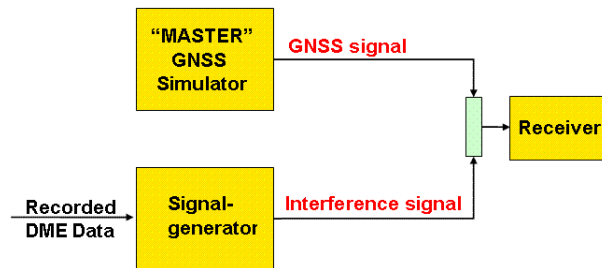 “MASTER”
GNSS
Simulator
GNSS signal
Receiver
Recorded
DME Data
Signal-
generator
Interference signal